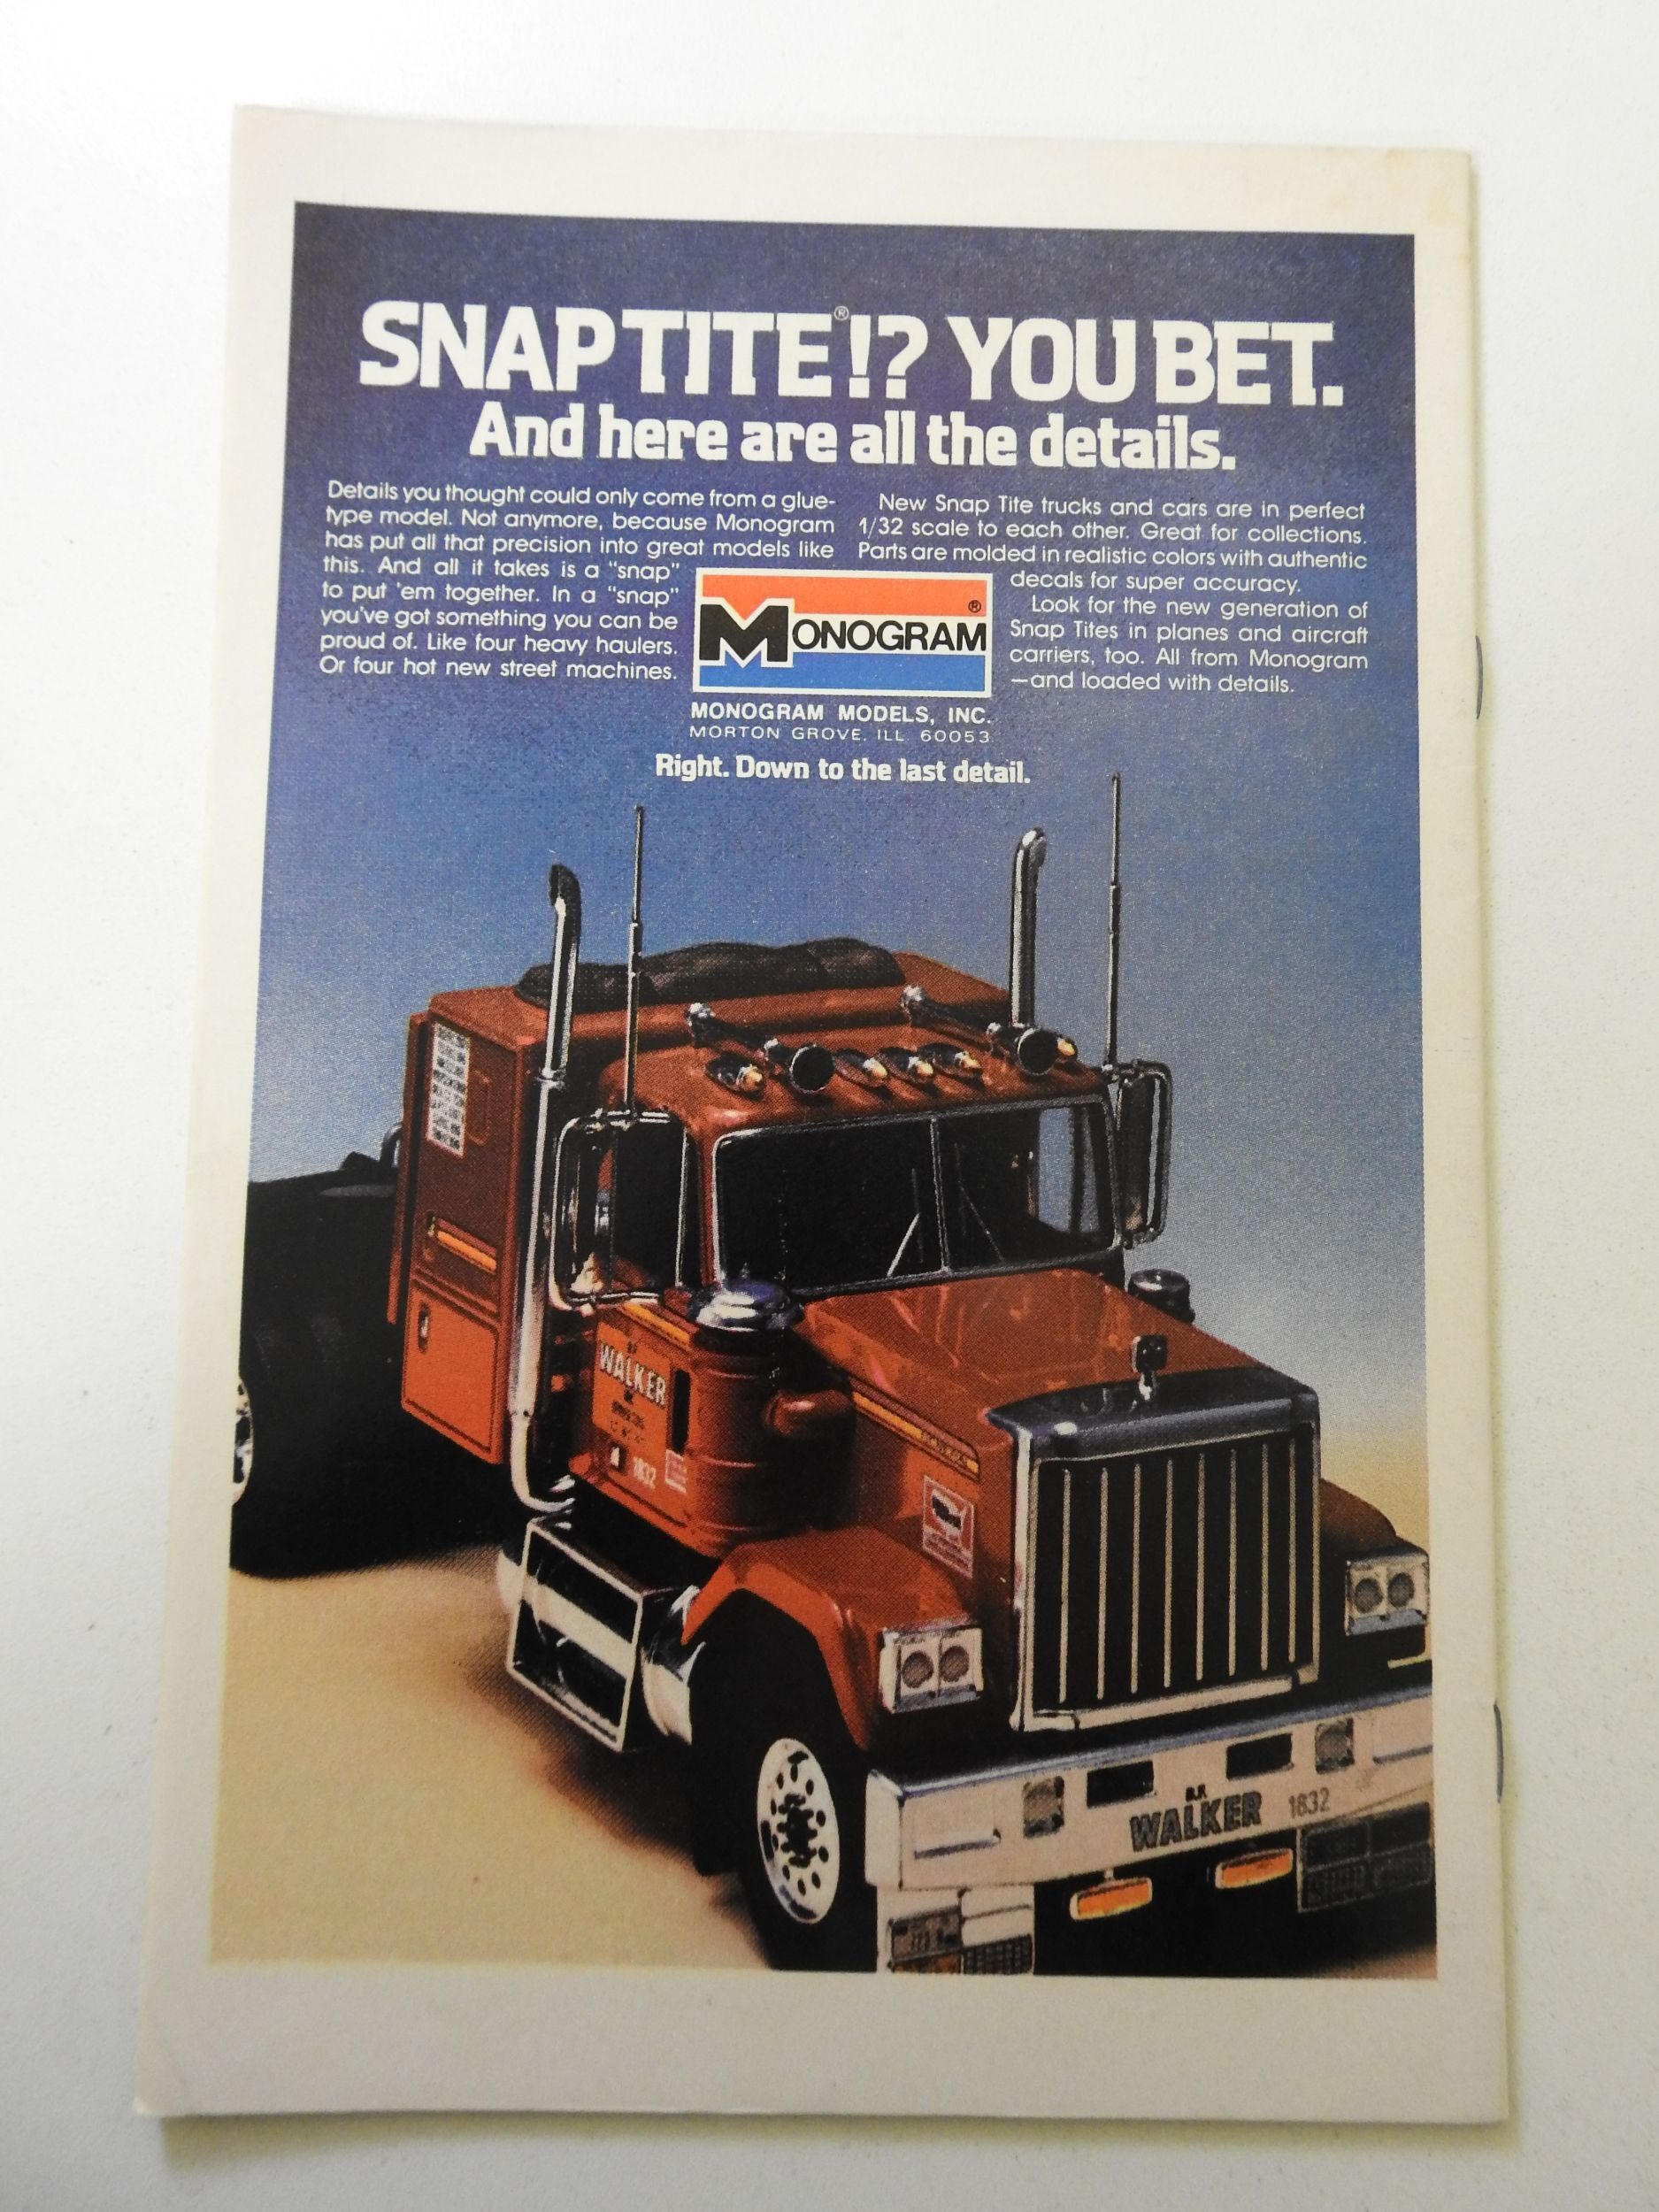 SNAP TITE®!? YOU BET.
And here are all the details.
Details you thought could only come from a glue-
type model. Not anymore, because Monogram
has put all that precision into great models like
this. And all it takes is a "snap"
to put 'em together. In a "snap"
you've got something you can be
proud of. Like four heavy haulers.
Or four hot new street machines.
New Snap Tite trucks and cars are in perfect
1/32 scale to each other. Great for collections.
Parts are molded in realistic colors with authentic
decals for super accuracy.
Look for the new generation of
Snap Tites in planes and aircraft
carriers, too. All from Monogram
—and loaded with details.
MONOGRAM ®
MONOGRAM MODELS, INC.
MORTON GROVE, ILL. 60053
Right. Down to the last detail.
WALKER
1832
B.F.
WALKER 1832